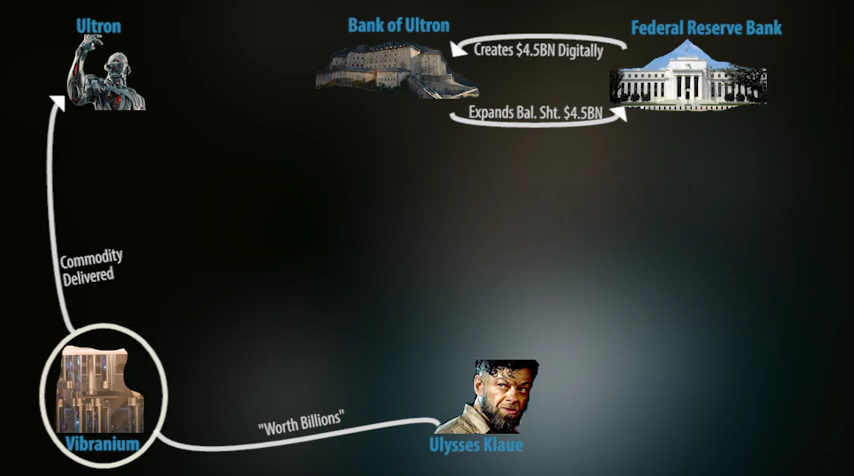 Ultron
Bank of Ultron
Federal Reserve Bank
Creates $4.5BN Digitally
Expands Bal. Sht. $4.5BN
Commodity
Delivered
"Worth Billions"
Vibranium
Ulysses Klaue